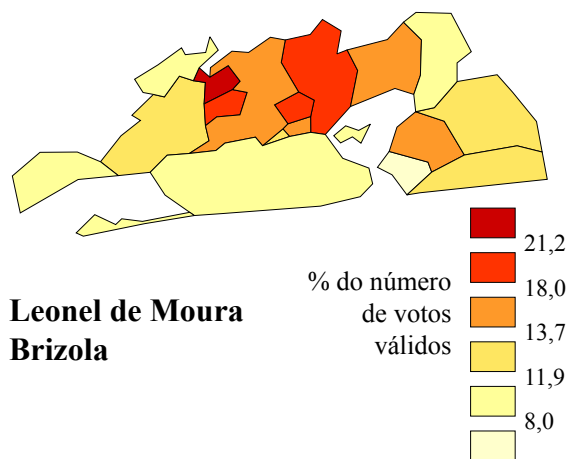 21,2
% do número
18,0
Leonel de Moura
de votos
13,7
Brizola
válidos
11,9
8,0